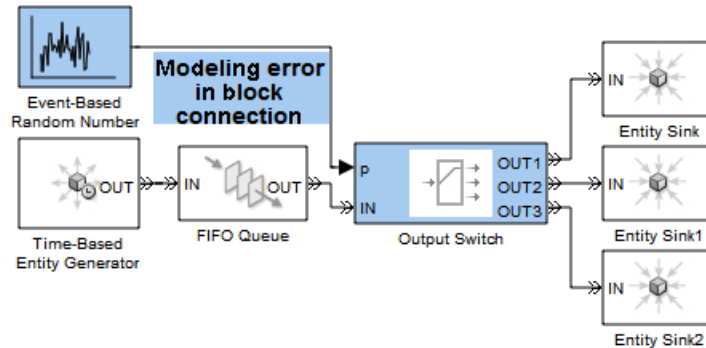 Modeling error
in block
connection
Event-Based
Random Number
OUT
Time-Based
Entity Generator
IN
OUT
FIFO Queue
p
IN
OUT1
OUT2
OUT3
Output Switch
IN
Entity Sink
IN
Entity Sink1
IN
Entity Sink2